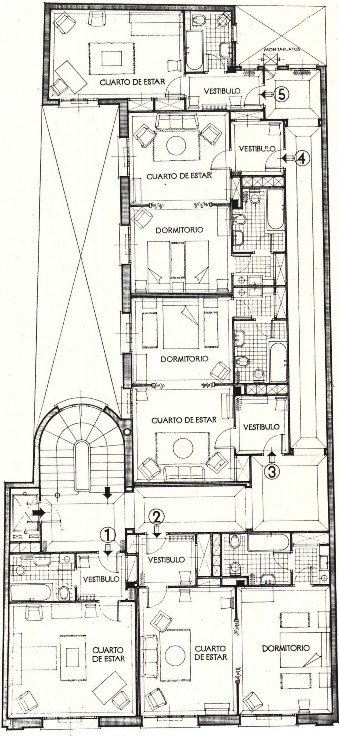 MONTAPLATOS
CUARTO DE ESTAR
VESTIBULO
5
VESTIBULO
4
CUARTO DE ESTAR
DORMITORIO
DORMITORIO
CUARTO DE ESTAR
VESTIBULO
3
2
1
VESTIBULO
VESTIBULO
CUARTO
DE ESTAR
CUARTO
DE ESTAR
DORMITORIO